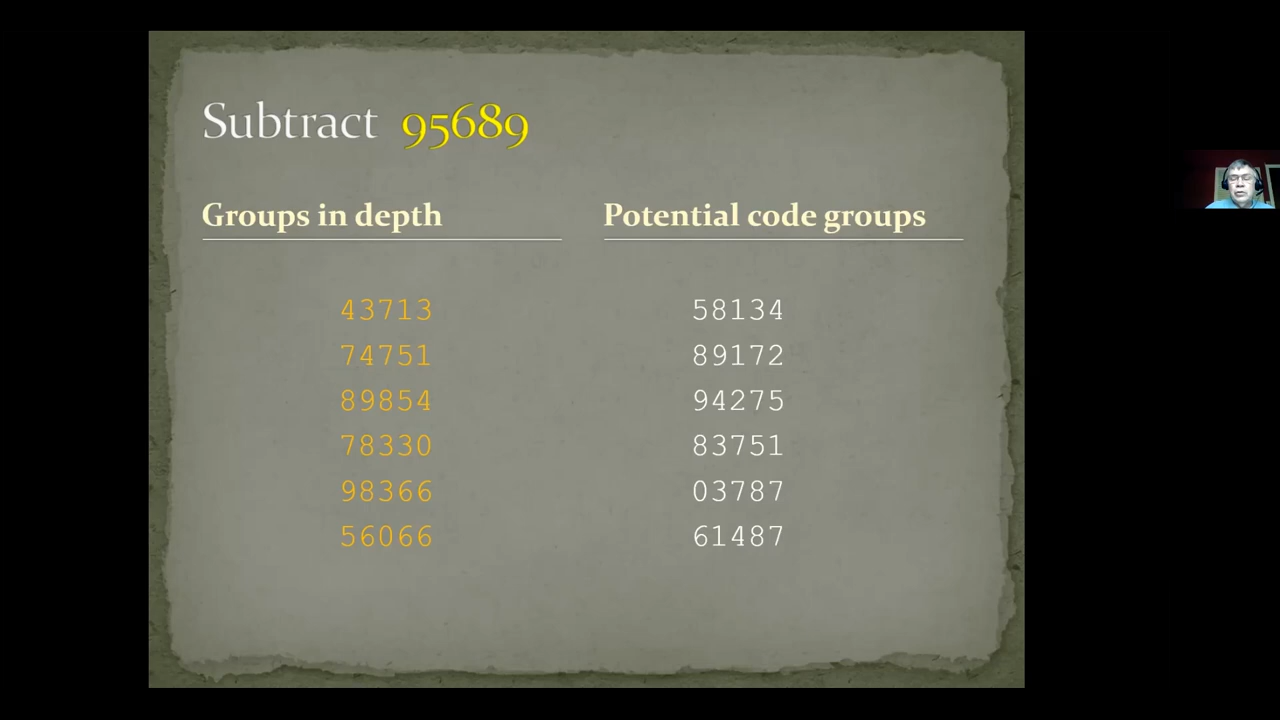 Subtract 95689
Groups in depth
Potential code groups
43713 58134
74751 89172
89854 94275
78330 83751
98366 03787
56066 61487